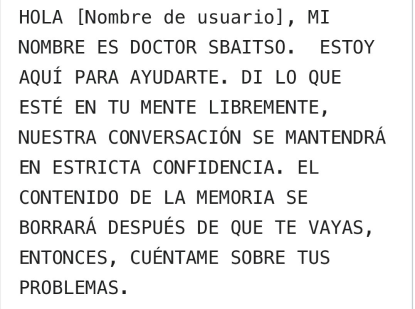 HOLA [Nombre de usuario], MI
NOMBRE ES DOCTOR SBAITSO.  ESTOY
AQUÍ PARA AYUDARTE. DI LO QUE
ESTÉ EN TU MENTE LIBREMENTE,
NUESTRA CONVERSACIÓN SE MANTENDRÁ
EN ESTRICTA CONFIDENCIA. EL
CONTENIDO DE LA MEMORIA SE
BORRARÁ DESPUÉS DE QUE TE VAYAS,
ENTONCES, CUÉNTAME SOBRE TUS
PROBLEMAS.